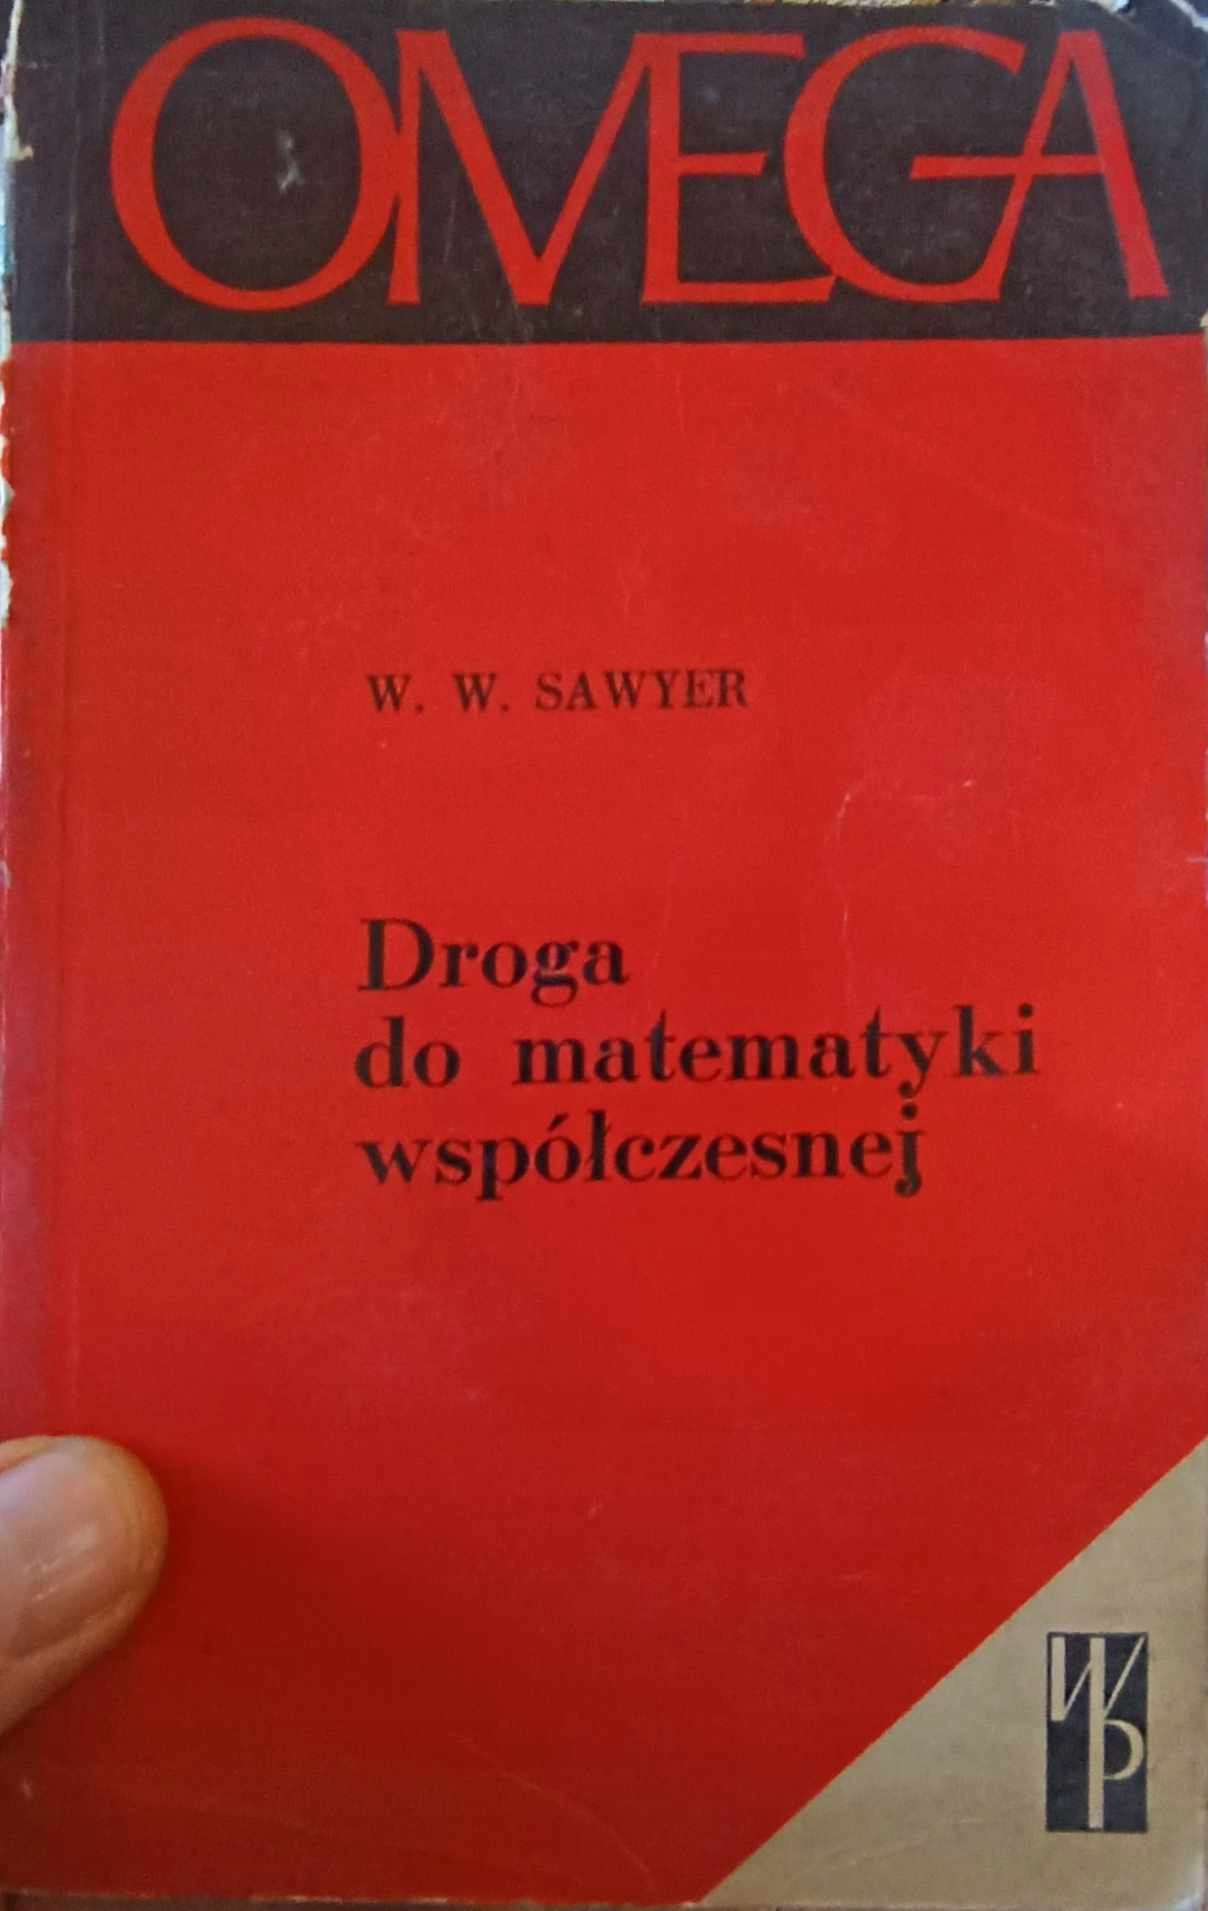 OMEGA
W. W. SAWYER
Droga
do matematyki
współczesnej
WP